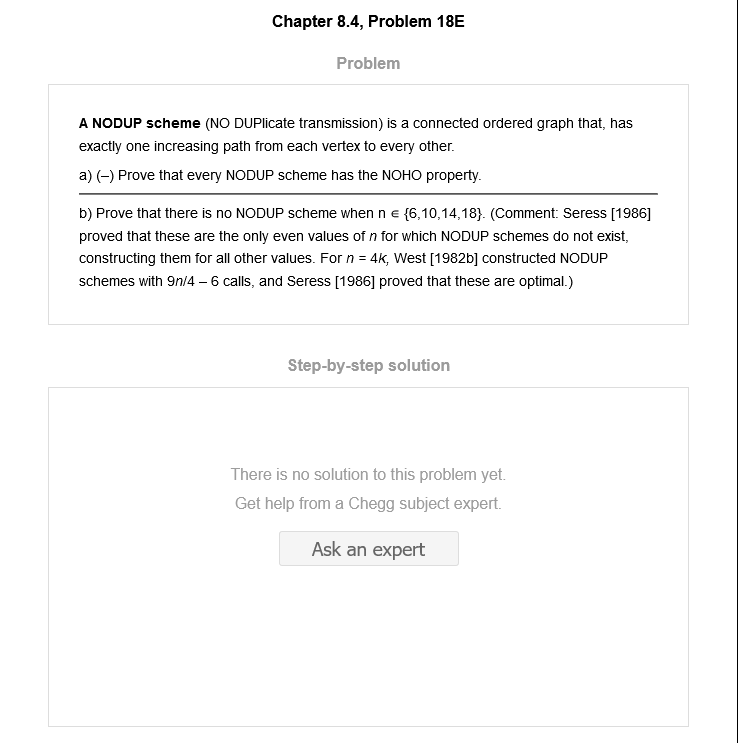 Chapter 8.4, Problem 18E
Problem
A NODUP scheme (NO DUPlicate transmission) is a connected ordered graph that, has
exactly one increasing path from each vertex to every other.
a) (–) Prove that every NODUP scheme has the NOHO property.
b) Prove that there is no NODUP scheme when n ∈ {6,10,14,18}. (Comment: Seress [1986]
proved that these are the only even values of n for which NODUP schemes do not exist,
constructing them for all other values. For n = 4k, West [1982b] constructed NODUP
schemes with 9n/4 – 6 calls, and Seress [1986] proved that these are optimal.)
Step-by-step solution
There is no solution to this problem yet.
Get help from a Chegg subject expert.
Ask an expert